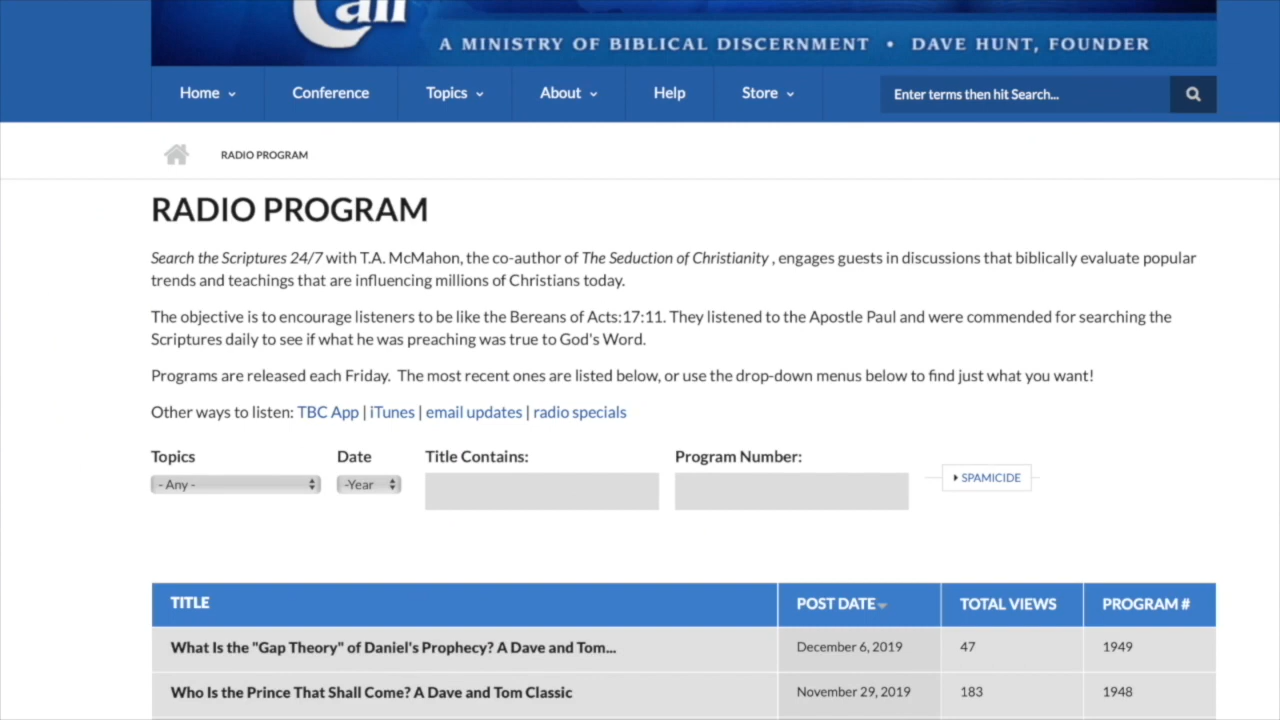 Call
A MINISTRY OF BIBLICAL DISCERNMENT • DAVE HUNT, FOUNDER
Home Conference Topics About Help Store Enter terms then hit Search...
RADIO PROGRAM
RADIO PROGRAM
Search the Scriptures 24/7 with T.A. McMahon, the co-author of The Seduction of Christianity , engages guests in discussions that biblically evaluate popular
trends and teachings that are influencing millions of Christians today.
The objective is to encourage listeners to be like the Bereans of Acts:17:11. They listened to the Apostle Paul and were commended for searching the
Scriptures daily to see if what he was preaching was true to God's Word.
Programs are released each Friday. The most recent ones are listed below, or use the drop-down menus below to find just what you want!
Other ways to listen: TBC App | iTunes | email updates | radio specials
Topics Date Title Contains: Program Number:
- Any - -Year SPAMICIDE
TITLE POST DATE TOTAL VIEWS PROGRAM #
What Is the "Gap Theory" of Daniel's Prophecy? A Dave and Tom... December 6, 2019 47 1949
Who Is the Prince That Shall Come? A Dave and Tom Classic November 29, 2019 183 1948